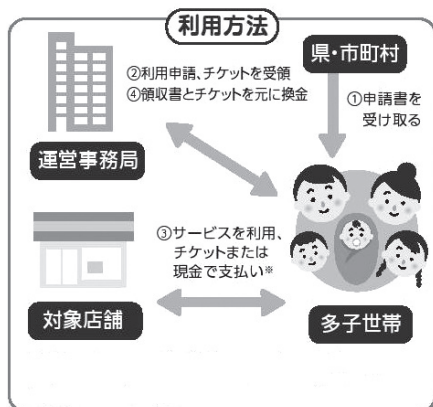 利用方法
県・市町村
②利用申請、チケットを受領
④領収書とチケットを元に換金
①申請書を
受け取る
運営事務局
③サービスを利用、
チケットまたは
現金で支払い※
対象店舗
多子世帯